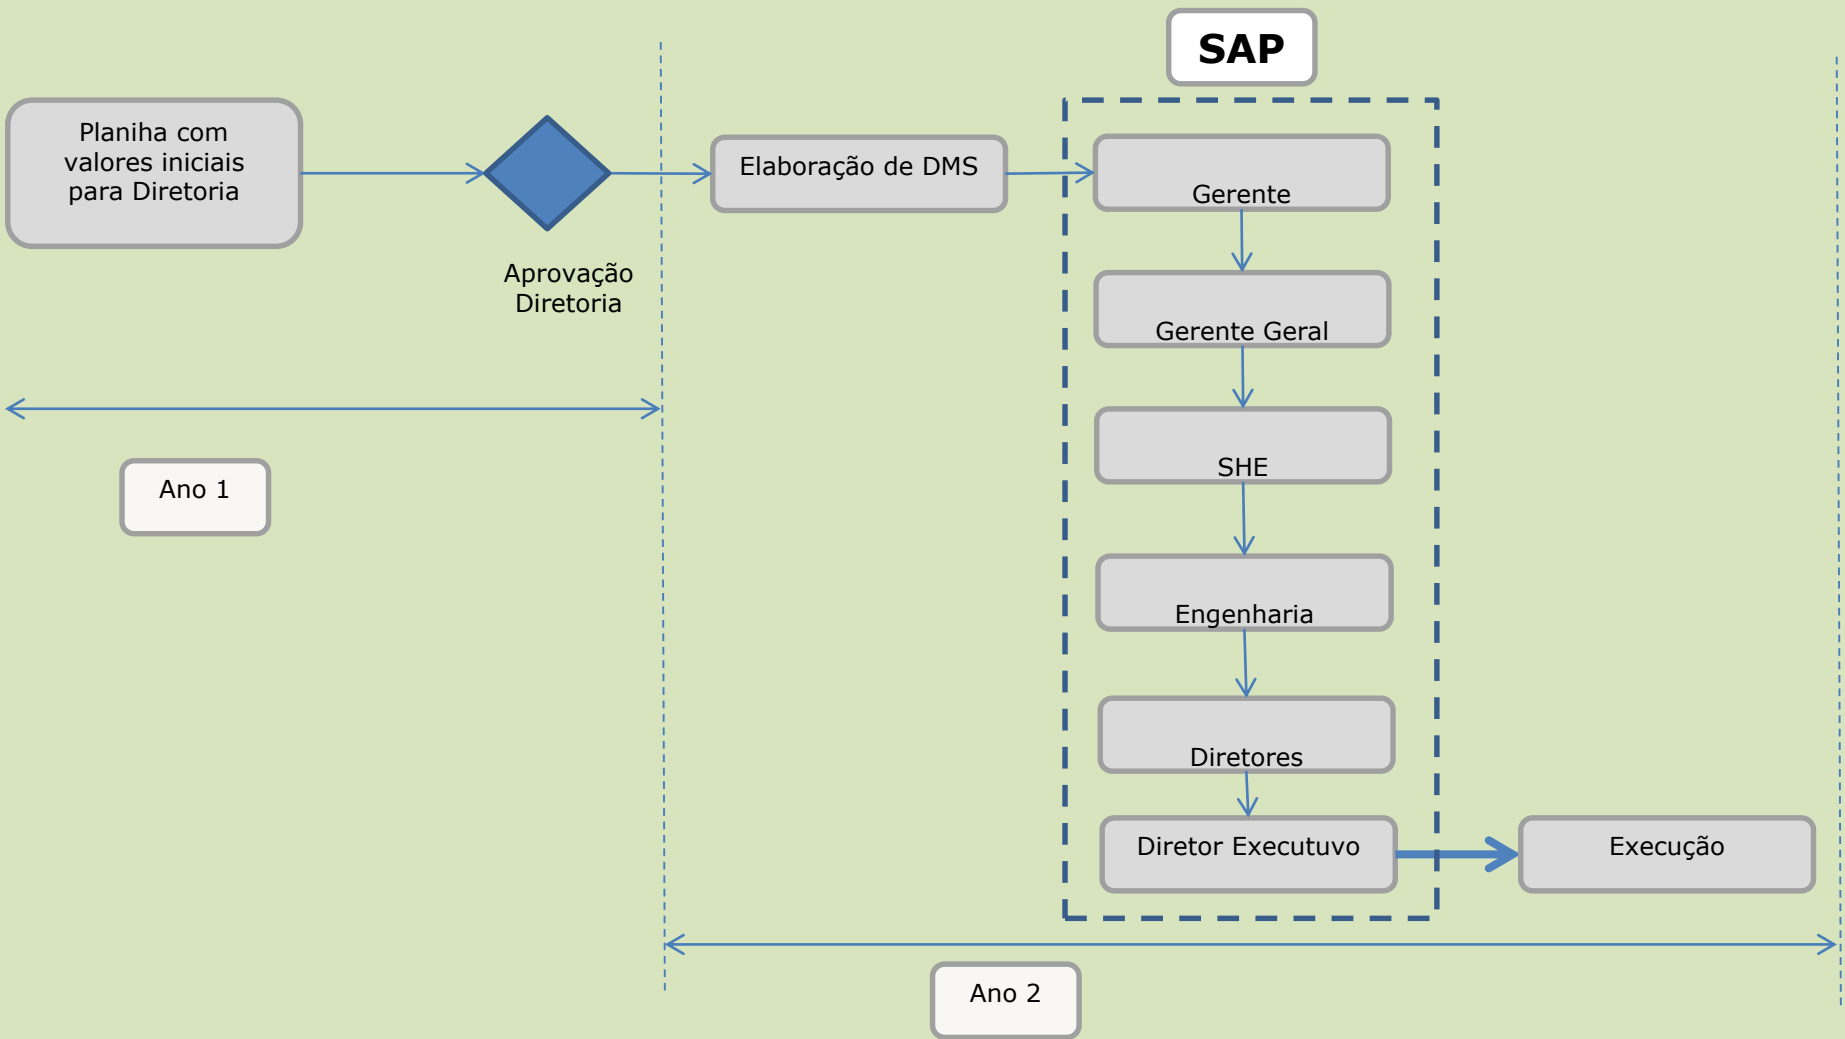 SAP
Planiha com
valores iniciais
para Diretoria
Aprovação
Diretoria
Elaboração de DMS
Gerente
Gerente Geral
SHE
Engenharia
Diretores
Diretor Executuvo
Execução
Ano 1
Ano 2